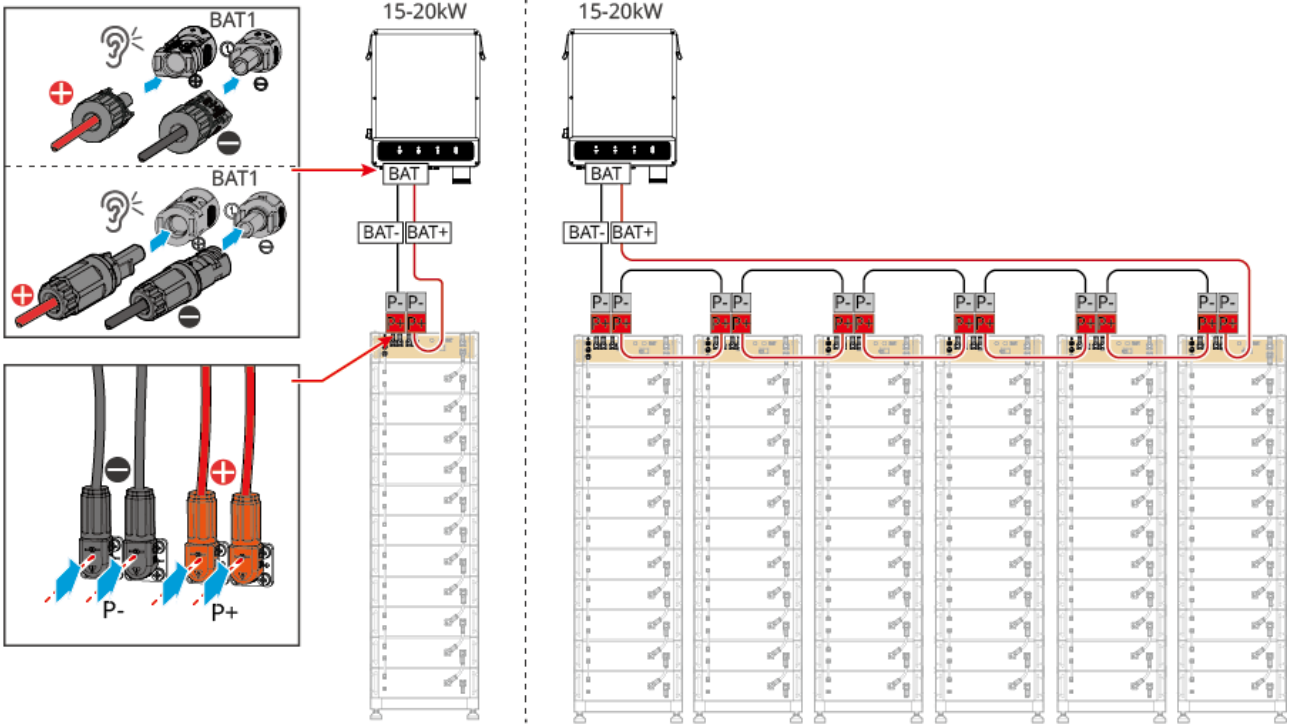 BAT1
BAT1
P-
P+
15-20kW
BAT
BAT-
BAT+
P-
P-
P+
P+
15-20kW
BAT
BAT-
BAT+
P-
P-
P-
P-
P-
P-
P-
P-
P-
P-
P-
P-
P+
P+
P+
P+
P+
P+
P+
P+
P+
P+
P+
P+